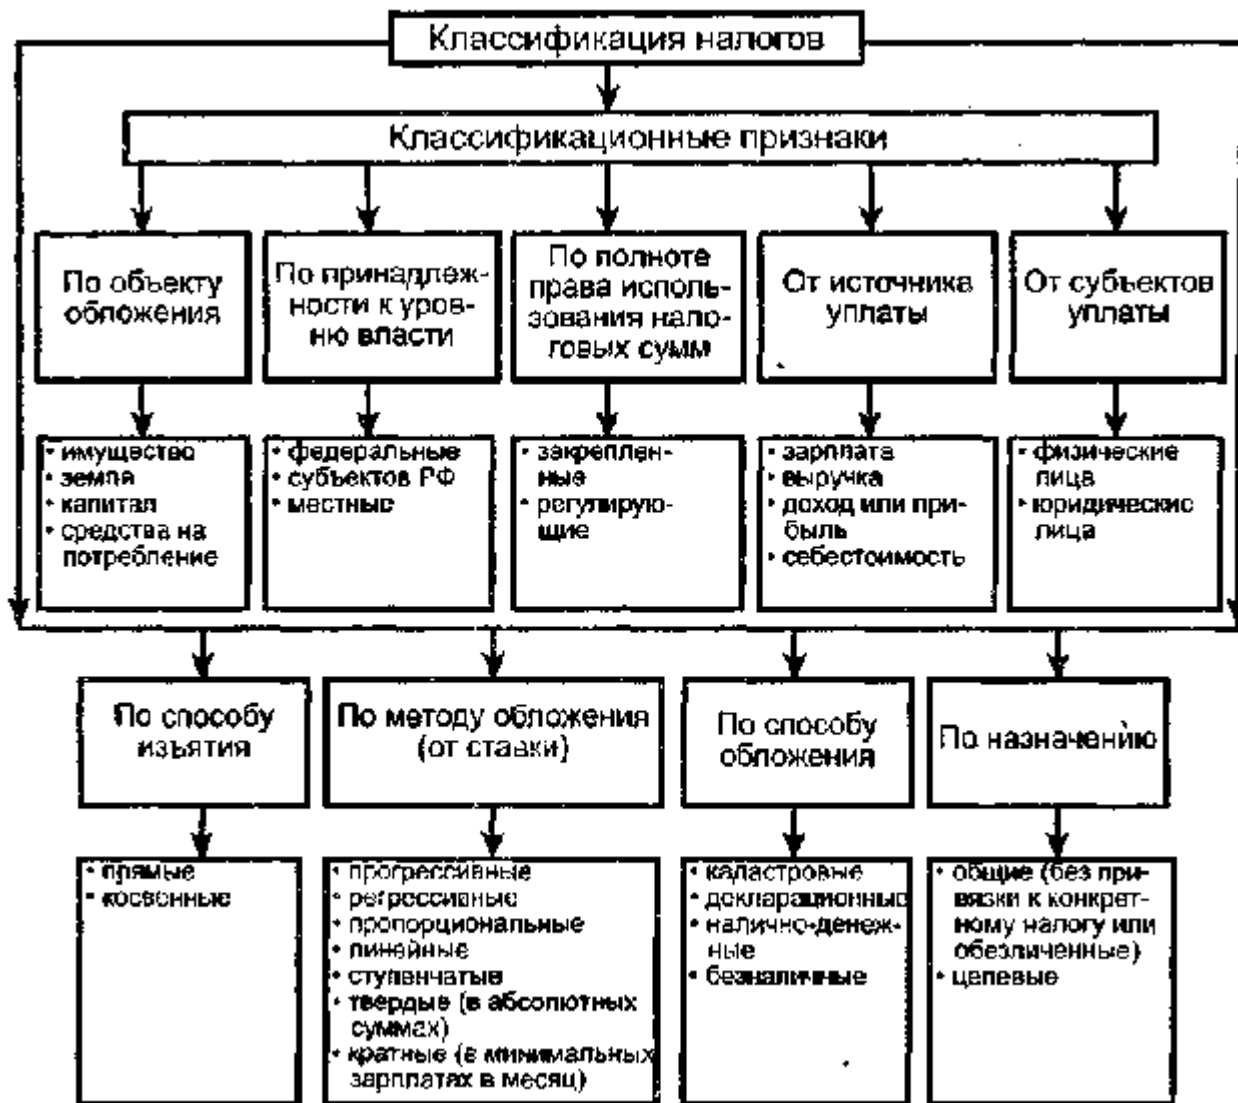 Классификация налогов
Классификационные признаки
По объекту
обложения
По принадлеж-
ности к уров-
ню власти
По полноте
права исполь-
зования нало-
говых сумм
От источника
уплаты
От субъектов
уплаты
• имущество
• земля
• капитал
• средства на
потребление
• федеральные
• субъектов РФ
• местные
• закреплен-
ные
• регулирую-
щие
• зарплата
• выручка
• доход или при-
быль
• себестоимость
• физические
лица
• юридические
лица
По способу
изъятия
По методу обложения
(от ставки)
По способу
обложения
По назначению
• прямые
• косвенные
• прогрессивные
• регрессивные
• пропорциональные
• линейные
• ступенчатые
• твердые (в абсолютных
суммах)
• кратные (в минимальных
зарплатах в месяц)
• кадастровые
• декларационные
• налично-денеж-
ные
• безналичные
• общие (без при-
вязки к конкрет-
ному налогу или
обезличенные)
• целевые